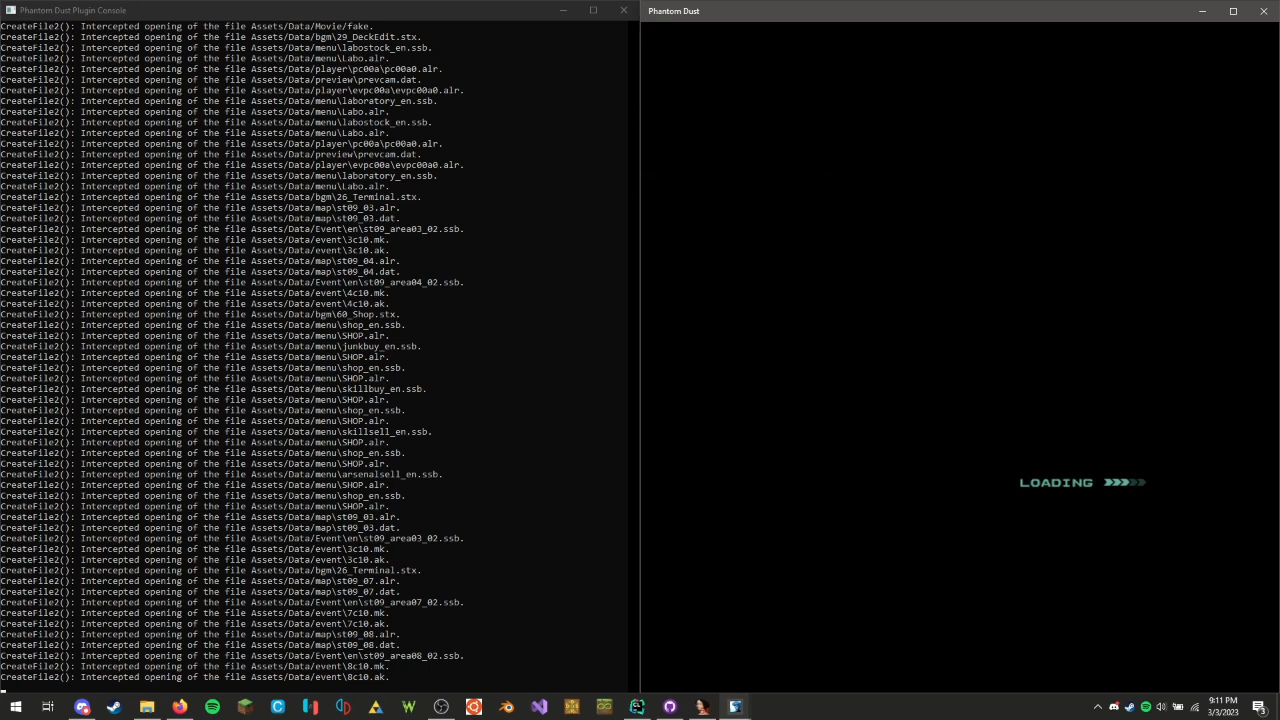 Phantom Dust Plugin Console
CreateFile2(): Intercepted opening of the file Assets/Data/Movie/fake.
CreateFile2(): Intercepted opening of the file Assets/Data/bgm\29_DeckEdit.stx.
CreateFile2(): Intercepted opening of the file Assets/Data/menu\labostock_en.ssb.
CreateFile2(): Intercepted opening of the file Assets/Data/menu\Labo.alr.
CreateFile2(): Intercepted opening of the file Assets/Data/player\pc00a\pc00a0.alr.
CreateFile2(): Intercepted opening of the file Assets/Data/preview\prevcam.dat.
CreateFile2(): Intercepted opening of the file Assets/Data/player\evpc00a\evpc00a0.alr.
CreateFile2(): Intercepted opening of the file Assets/Data/menu\laboratory_en.ssb.
CreateFile2(): Intercepted opening of the file Assets/Data/menu\Labo.alr.
CreateFile2(): Intercepted opening of the file Assets/Data/menu\labostock_en.ssb.
CreateFile2(): Intercepted opening of the file Assets/Data/menu\Labo.alr.
CreateFile2(): Intercepted opening of the file Assets/Data/player\pc00a\pc00a0.alr.
CreateFile2(): Intercepted opening of the file Assets/Data/preview\prevcam.dat.
CreateFile2(): Intercepted opening of the file Assets/Data/player\evpc00a\evpc00a0.alr.
CreateFile2(): Intercepted opening of the file Assets/Data/menu\laboratory_en.ssb.
CreateFile2(): Intercepted opening of the file Assets/Data/menu\Labo.alr.
CreateFile2(): Intercepted opening of the file Assets/Data/bgm\26_Terminal.stx.
CreateFile2(): Intercepted opening of the file Assets/Data/map\st09_03.alr.
CreateFile2(): Intercepted opening of the file Assets/Data/map\st09_03.dat.
CreateFile2(): Intercepted opening of the file Assets/Data/Event\en\st09_area03_02.ssb.
CreateFile2(): Intercepted opening of the file Assets/Data/event\3c10.mk.
CreateFile2(): Intercepted opening of the file Assets/Data/event\3c10.ak.
CreateFile2(): Intercepted opening of the file Assets/Data/map\st09_04.alr.
CreateFile2(): Intercepted opening of the file Assets/Data/map\st09_04.dat.
CreateFile2(): Intercepted opening of the file Assets/Data/Event\en\st09_area04_02.ssb.
CreateFile2(): Intercepted opening of the file Assets/Data/event\4c10.mk.
CreateFile2(): Intercepted opening of the file Assets/Data/event\4c10.ak.
CreateFile2(): Intercepted opening of the file Assets/Data/bgm\60_Shop.stx.
CreateFile2(): Intercepted opening of the file Assets/Data/menu\shop_en.ssb.
CreateFile2(): Intercepted opening of the file Assets/Data/menu\SHOP.alr.
CreateFile2(): Intercepted opening of the file Assets/Data/menu\junkbuy_en.ssb.
CreateFile2(): Intercepted opening of the file Assets/Data/menu\SHOP.alr.
CreateFile2(): Intercepted opening of the file Assets/Data/menu\shop_en.ssb.
CreateFile2(): Intercepted opening of the file Assets/Data/menu\SHOP.alr.
CreateFile2(): Intercepted opening of the file Assets/Data/menu\skillbuy_en.ssb.
CreateFile2(): Intercepted opening of the file Assets/Data/menu\SHOP.alr.
CreateFile2(): Intercepted opening of the file Assets/Data/menu\shop_en.ssb.
CreateFile2(): Intercepted opening of the file Assets/Data/menu\SHOP.alr.
CreateFile2(): Intercepted opening of the file Assets/Data/menu\skillsell_en.ssb.
CreateFile2(): Intercepted opening of the file Assets/Data/menu\SHOP.alr.
CreateFile2(): Intercepted opening of the file Assets/Data/menu\shop_en.ssb.
CreateFile2(): Intercepted opening of the file Assets/Data/menu\SHOP.alr.
CreateFile2(): Intercepted opening of the file Assets/Data/menu\arsenalsell_en.ssb.
CreateFile2(): Intercepted opening of the file Assets/Data/menu\SHOP.alr.
CreateFile2(): Intercepted opening of the file Assets/Data/menu\shop_en.ssb.
CreateFile2(): Intercepted opening of the file Assets/Data/menu\SHOP.alr.
CreateFile2(): Intercepted opening of the file Assets/Data/map\st09_03.alr.
CreateFile2(): Intercepted opening of the file Assets/Data/map\st09_03.dat.
CreateFile2(): Intercepted opening of the file Assets/Data/Event\en\st09_area03_02.ssb.
CreateFile2(): Intercepted opening of the file Assets/Data/event\3c10.mk.
CreateFile2(): Intercepted opening of the file Assets/Data/event\3c10.ak.
CreateFile2(): Intercepted opening of the file Assets/Data/bgm\26_Terminal.stx.
CreateFile2(): Intercepted opening of the file Assets/Data/map\st09_07.alr.
CreateFile2(): Intercepted opening of the file Assets/Data/map\st09_07.dat.
CreateFile2(): Intercepted opening of the file Assets/Data/Event\en\st09_area07_02.ssb.
CreateFile2(): Intercepted opening of the file Assets/Data/event\7c10.mk.
CreateFile2(): Intercepted opening of the file Assets/Data/event\7c10.ak.
CreateFile2(): Intercepted opening of the file Assets/Data/map\st09_08.alr.
CreateFile2(): Intercepted opening of the file Assets/Data/map\st09_08.dat.
CreateFile2(): Intercepted opening of the file Assets/Data/Event\en\st09_area08_02.ssb.
CreateFile2(): Intercepted opening of the file Assets/Data/event\8c10.mk.
CreateFile2(): Intercepted opening of the file Assets/Data/event\8c10.ak.
Phantom Dust
LOADING
9:11 PM
3/3/2023